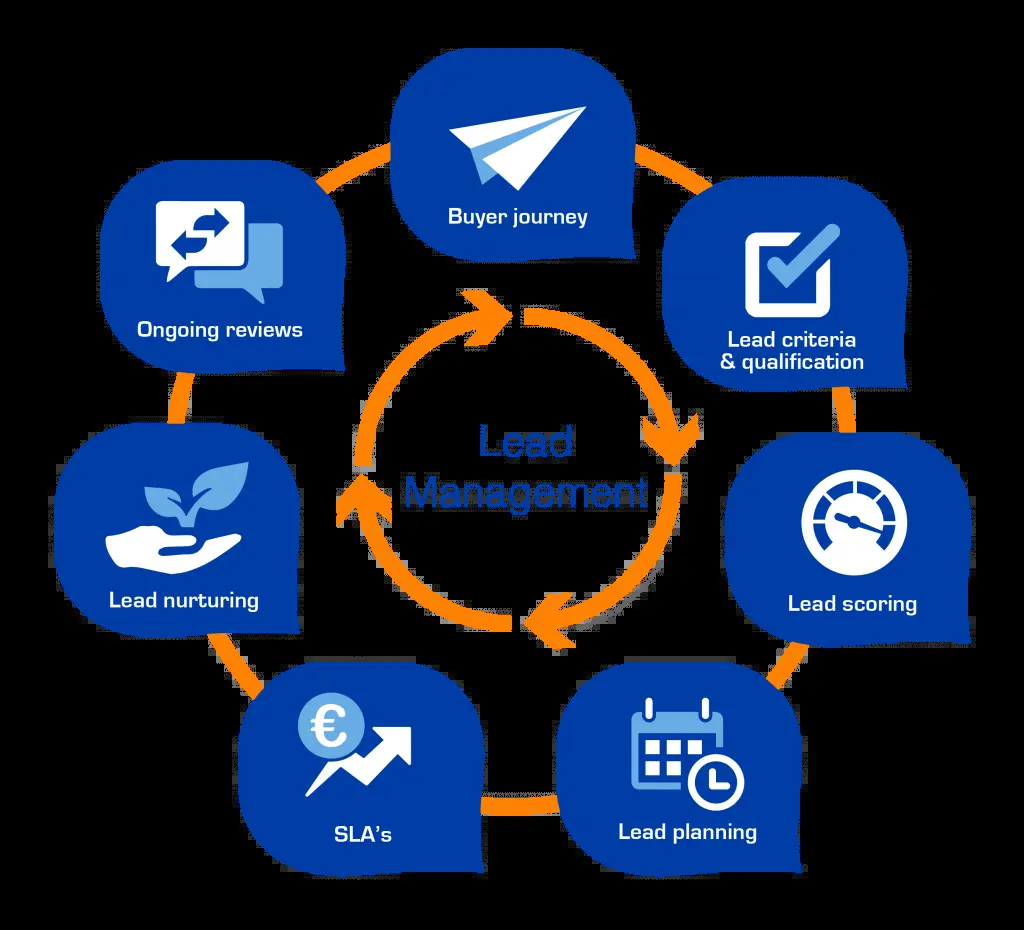 Buyer journey
Lead criteria
& qualification
Lead scoring
Lead planning
€
SLA's
Lead nurturing
Ongoing reviews
Lead
Management